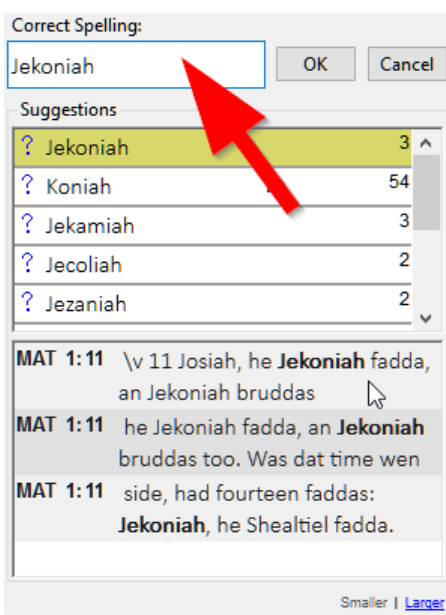 Correct Spelling:
Jekoniah
OK
Cancel
Suggestions
? Jekoniah 3
? Koniah 54
? Jekamiah 3
? Jecoliah 2
? Jezaniah 2
MAT 1:11 \v 11 Josiah, he Jekoniah fadda,
an Jekoniah bruddas
MAT 1:11 he Jekoniah fadda, an Jekoniah
bruddas too. Was dat time wen
MAT 1:11 side, had fourteen faddas:
Jekoniah, he Shealtiel fadda.
Smaller | Larger